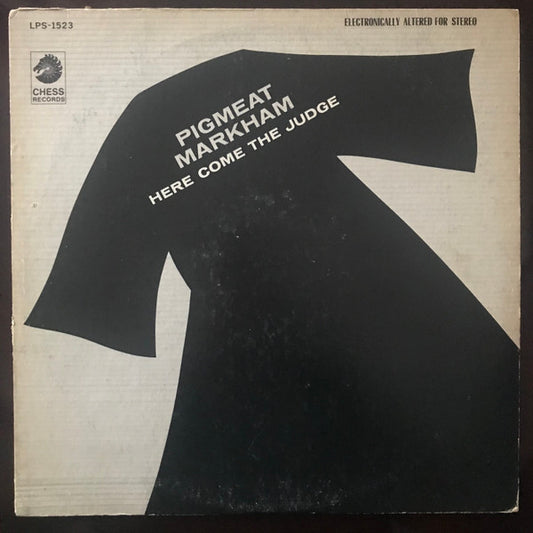 LPS-1523
ELECTRONICALLY ALTERED FOR STEREO
CHESS
RECORDS
PIGMEAT
MARKHAM
HERE COME THE JUDGE